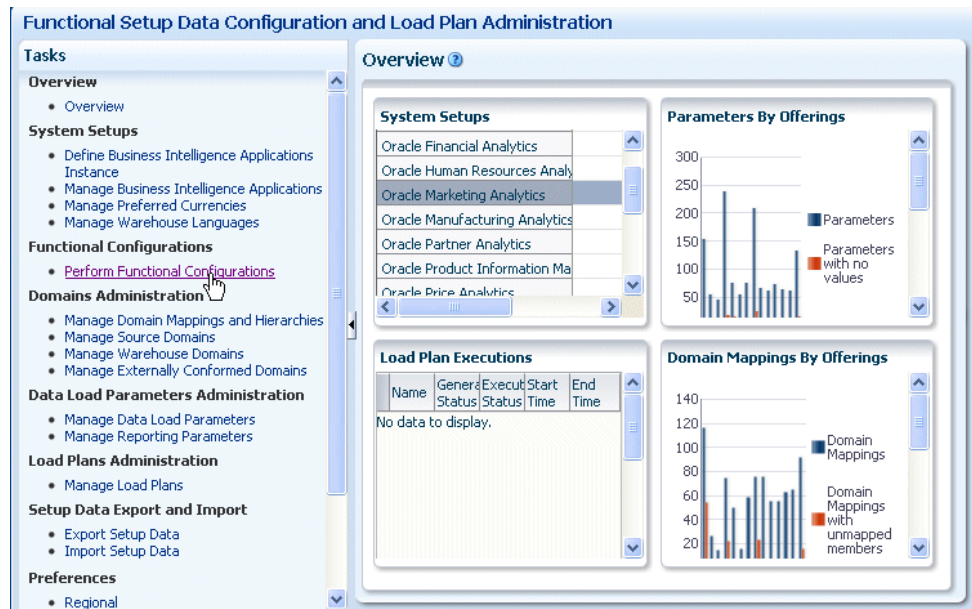 Functional Setup Data Configuration and Load Plan Administration
Tasks
Overview
Overview
System Setups
Define Business Intelligence Applications
Instance
Manage Business Intelligence Applications
Manage Preferred Currencies
Manage Warehouse Languages
Functional Configurations
Perform Functional Configurations
Domains Administration
Manage Domain Mappings and Hierarchies
Manage Source Domains
Manage Warehouse Domains
Manage Externally Conformed Domains
Data Load Parameters Administration
Manage Data Load Parameters
Manage Reporting Parameters
Load Plans Administration
Manage Load Plans
Setup Data Export and Import
Export Setup Data
Import Setup Data
Preferences
Regional
Overview ?
System Setups
Oracle Financial Analytics
Oracle Human Resources Analy
Oracle Marketing Analytics
Oracle Manufacturing Analytics
Oracle Partner Analytics
Oracle Product Information Ma
Oracle Price Analytics
Parameters By Offerings
300
250
200
150
100
50
Parameters
Parameters
with no
values
Load Plan Executions
Name
Genera
Status
Execut
Status
Start
Time
End
Time
No data to display.
Domain Mappings By Offerings
140
120
100
80
60
40
20
Domain
Mappings
Domain
Mappings
with
unmapped
members